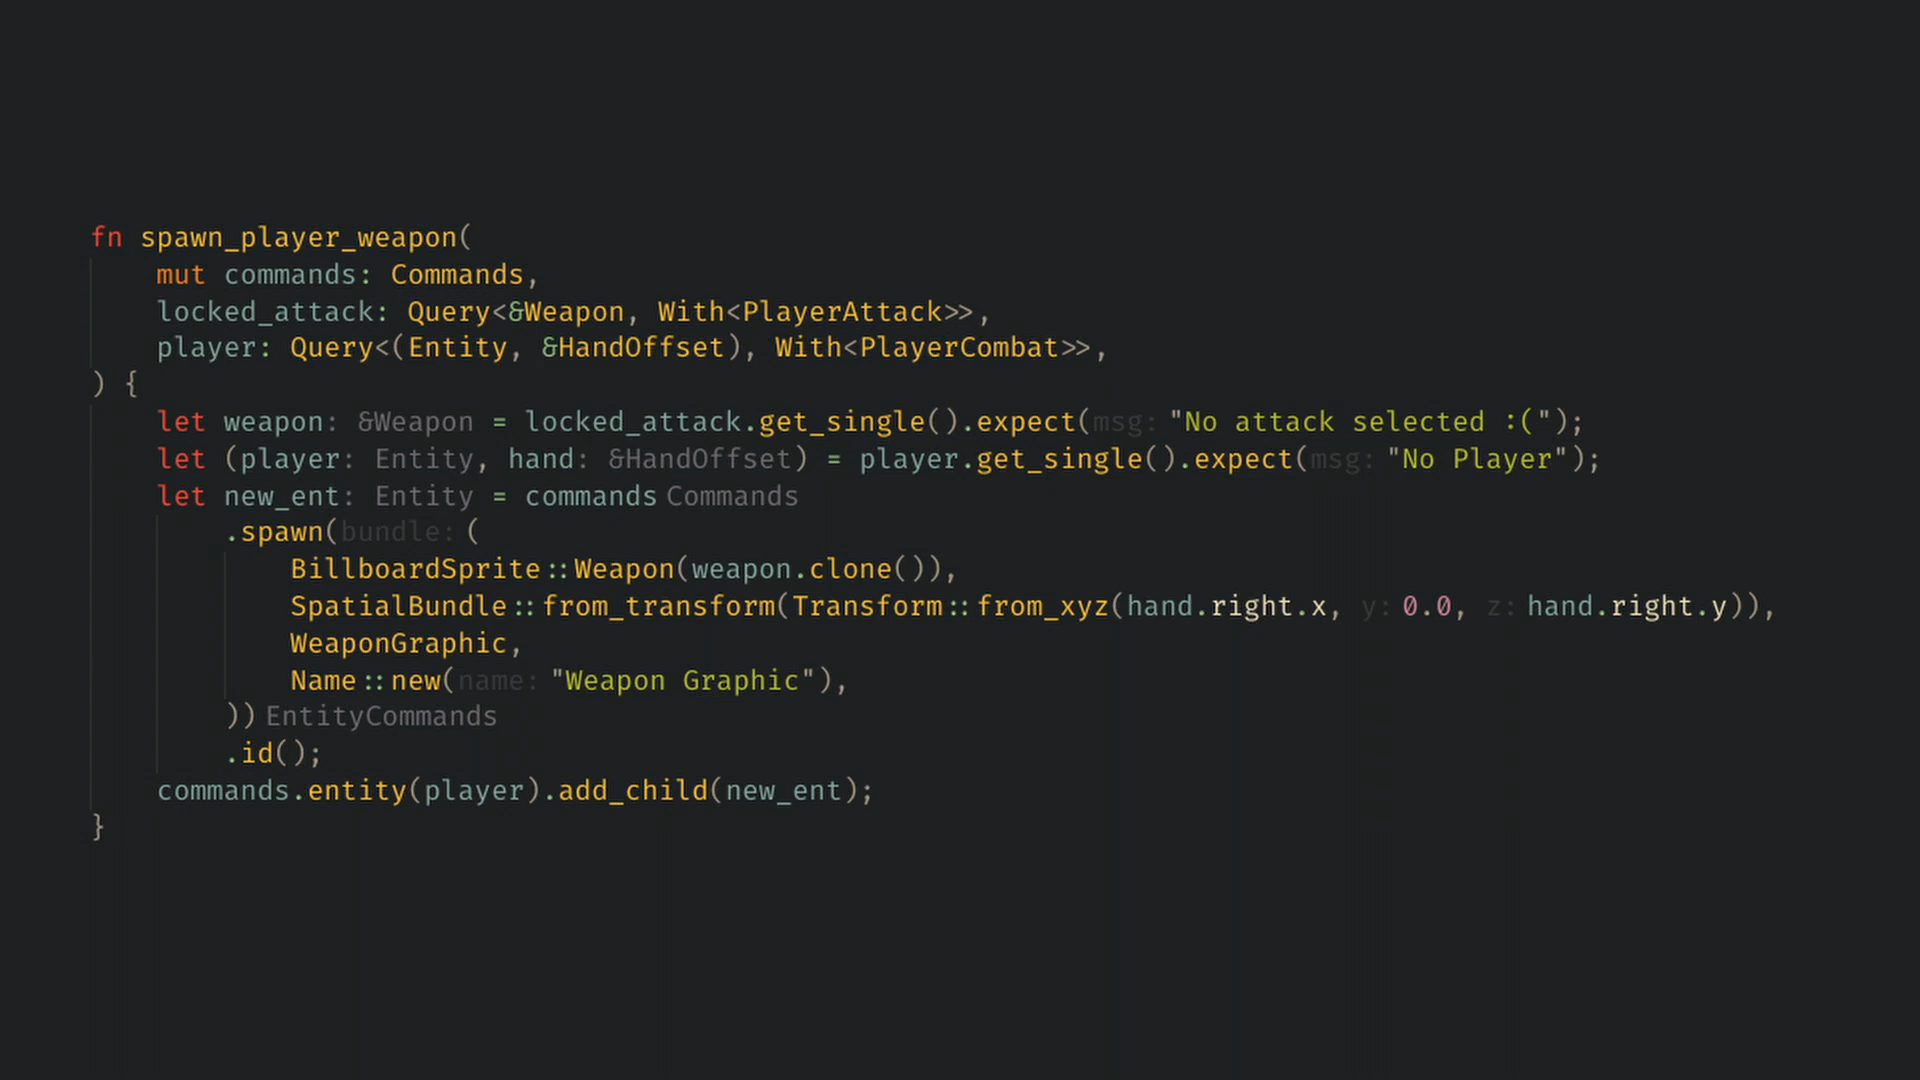 fn spawn_player_weapon(
    mut commands: Commands,
    locked_attack: Query<&Weapon, With<PlayerAttack>>,
    player: Query<(Entity, &HandOffset), With<PlayerCombat>>,
) {
    let weapon: &Weapon = locked_attack.get_single().expect(msg: "No attack selected :(");
    let (player: Entity, hand: &HandOffset) = player.get_single().expect(msg: "No Player");
    let new_ent: Entity = commands Commands
        .spawn(bundle: (
            BillboardSprite::Weapon(weapon.clone()),
            SpatialBundle::from_transform(Transform::from_xyz(hand.right.x, y: 0.0, z: hand.right.y)),
            WeaponGraphic,
            Name::new(name: "Weapon Graphic"),
        )) EntityCommands
        .id();
    commands.entity(player).add_child(new_ent);
}